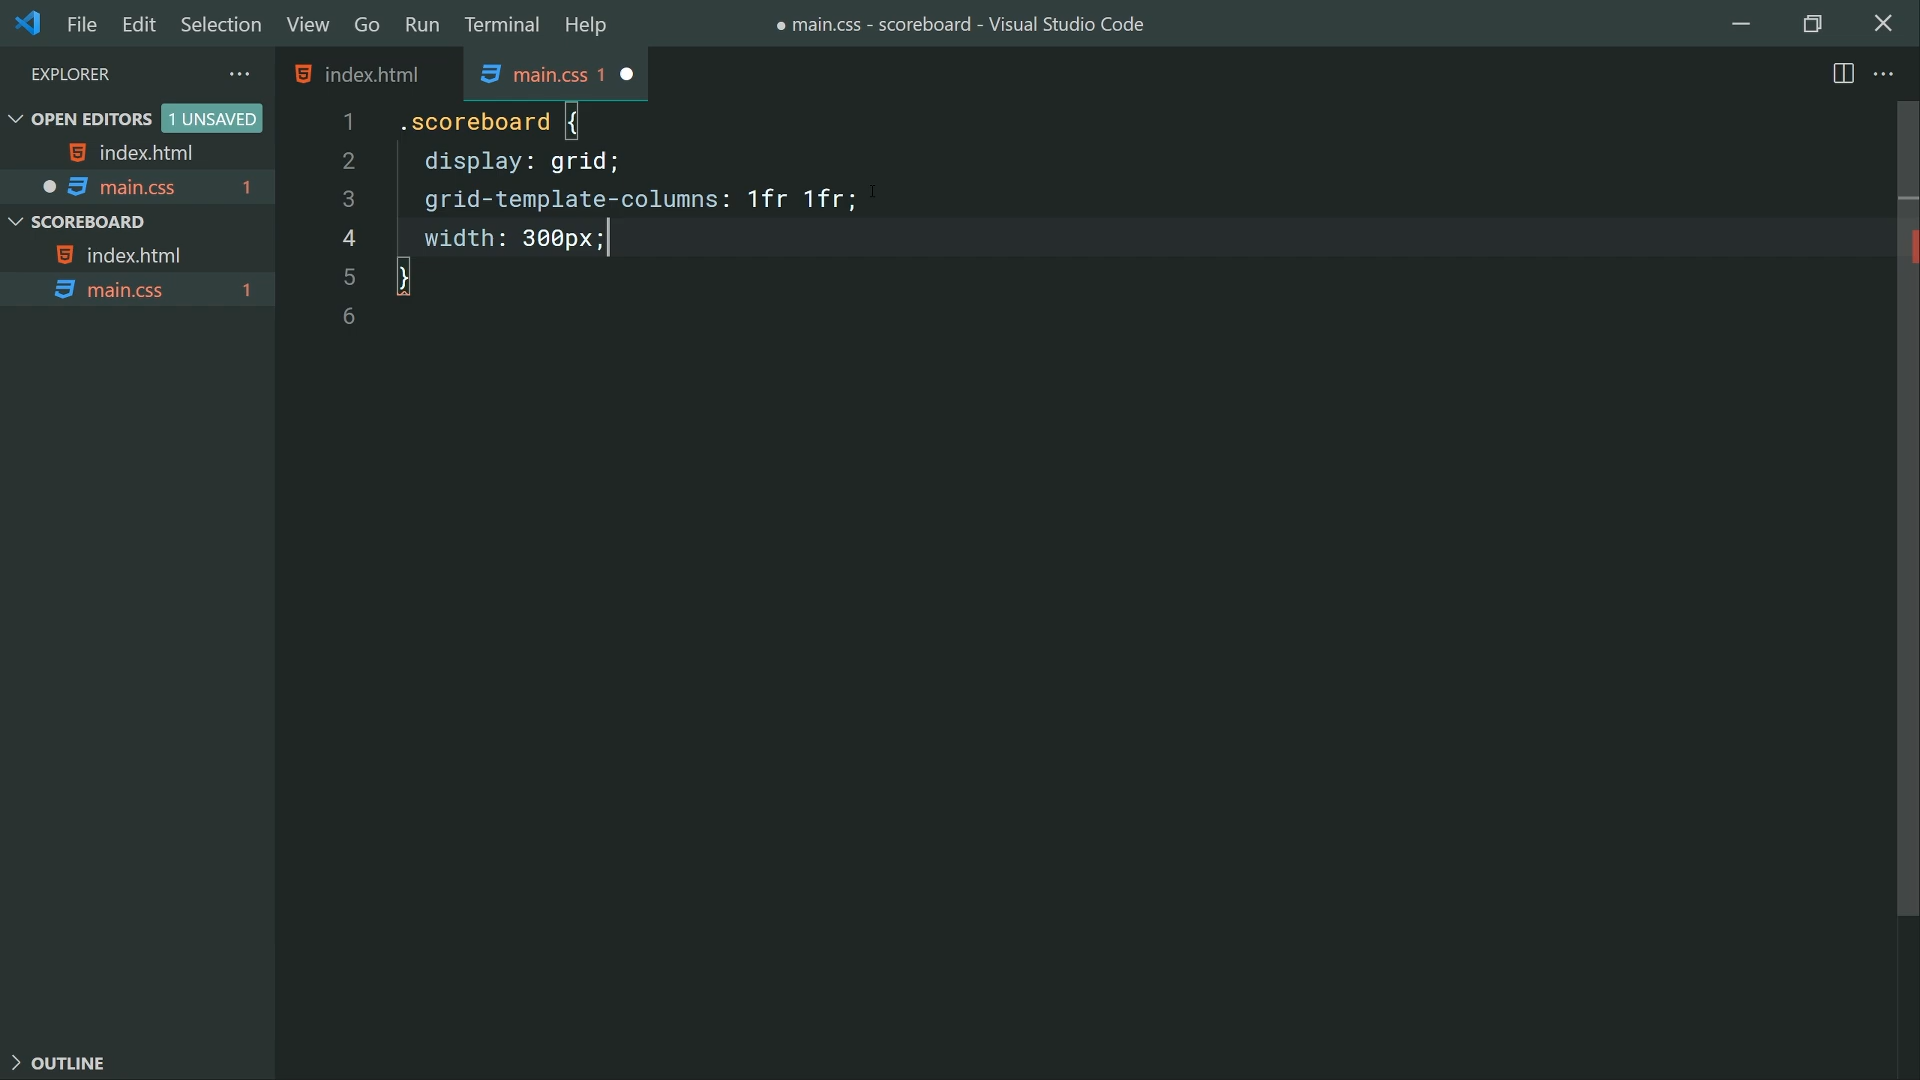 File Edit Selection View Go Run Terminal Help
● main.css - scoreboard - Visual Studio Code
EXPLORER ...
index.html
main.css 1 ●
OPEN EDITORS 1 UNSAVED
index.html
● main.css 1
SCOREBOARD
index.html
main.css 1
OUTLINE
1 .scoreboard {
2 display: grid;
3 grid-template-columns: 1fr 1fr;
4 width: 300px;
5 }
6